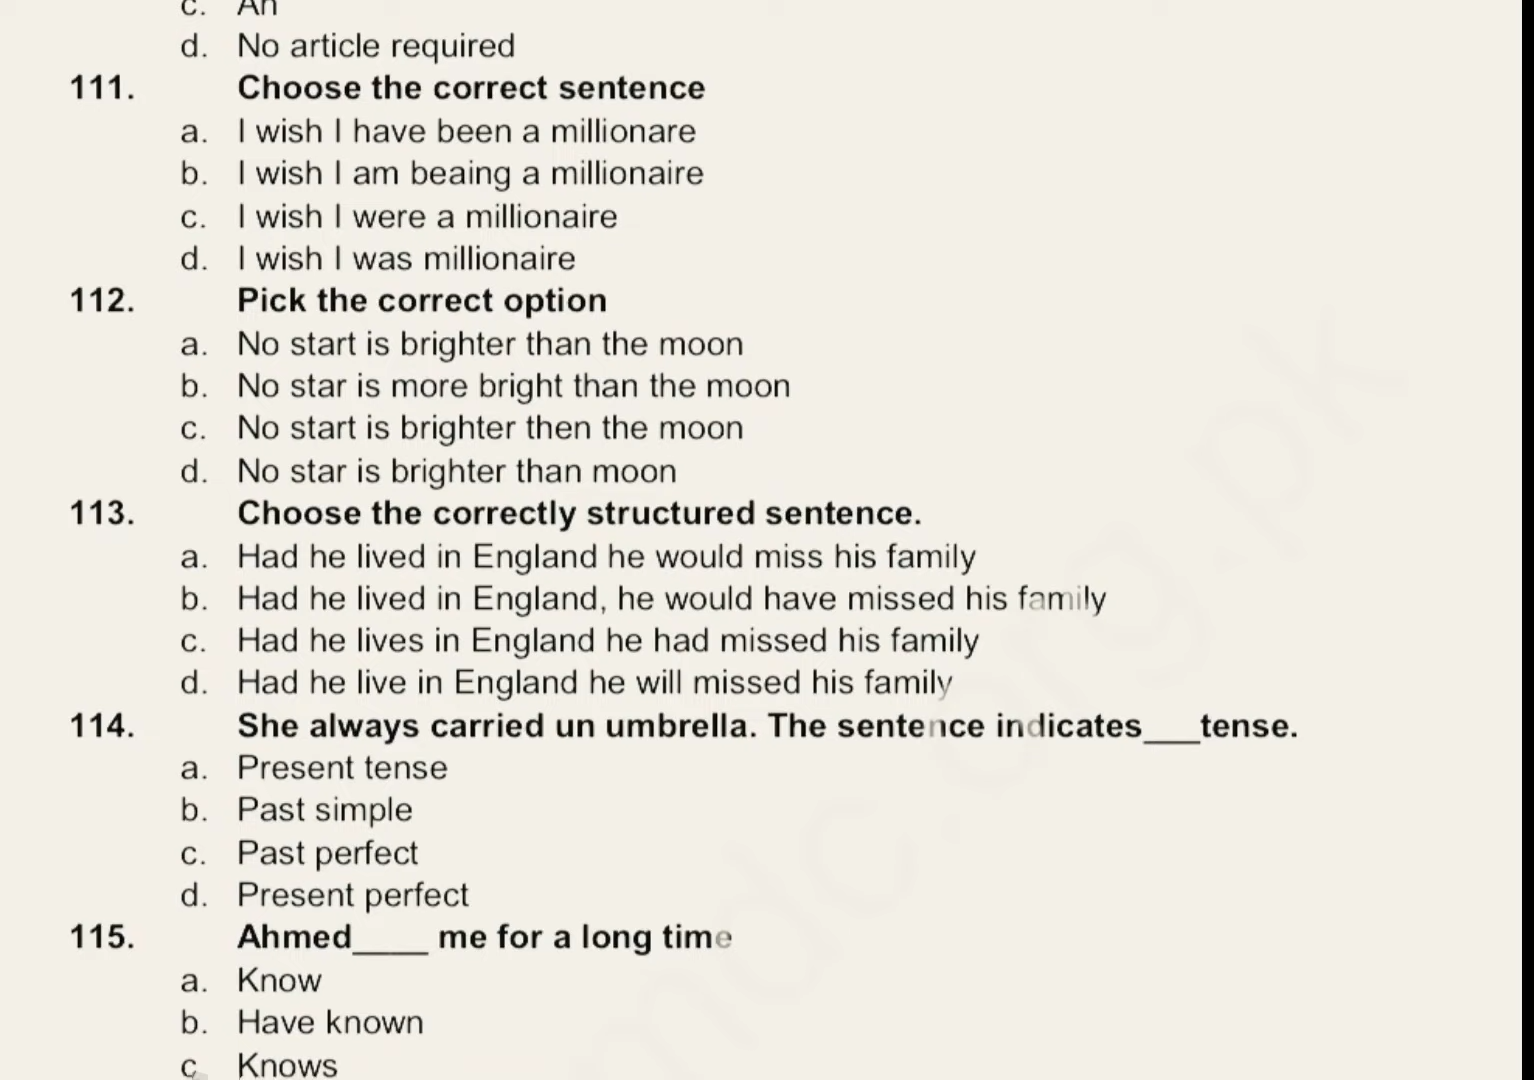 c. An
d. No article required
111. Choose the correct sentence
a. I wish I have been a millionare
b. I wish I am beaing a millionaire
c. I wish I were a millionaire
d. I wish I was millionaire
112. Pick the correct option
a. No start is brighter than the moon
b. No star is more bright than the moon
c. No start is brighter then the moon
d. No star is brighter than moon
113. Choose the correctly structured sentence.
a. Had he lived in England he would miss his family
b. Had he lived in England, he would have missed his family
c. Had he lives in England he had missed his family
d. Had he live in England he will missed his family
114. She always carried un umbrella. The sentence indicates___tense.
a. Present tense
b. Past simple
c. Past perfect
d. Present perfect
115. Ahmed____ me for a long time
a. Know
b. Have known
c. Knows